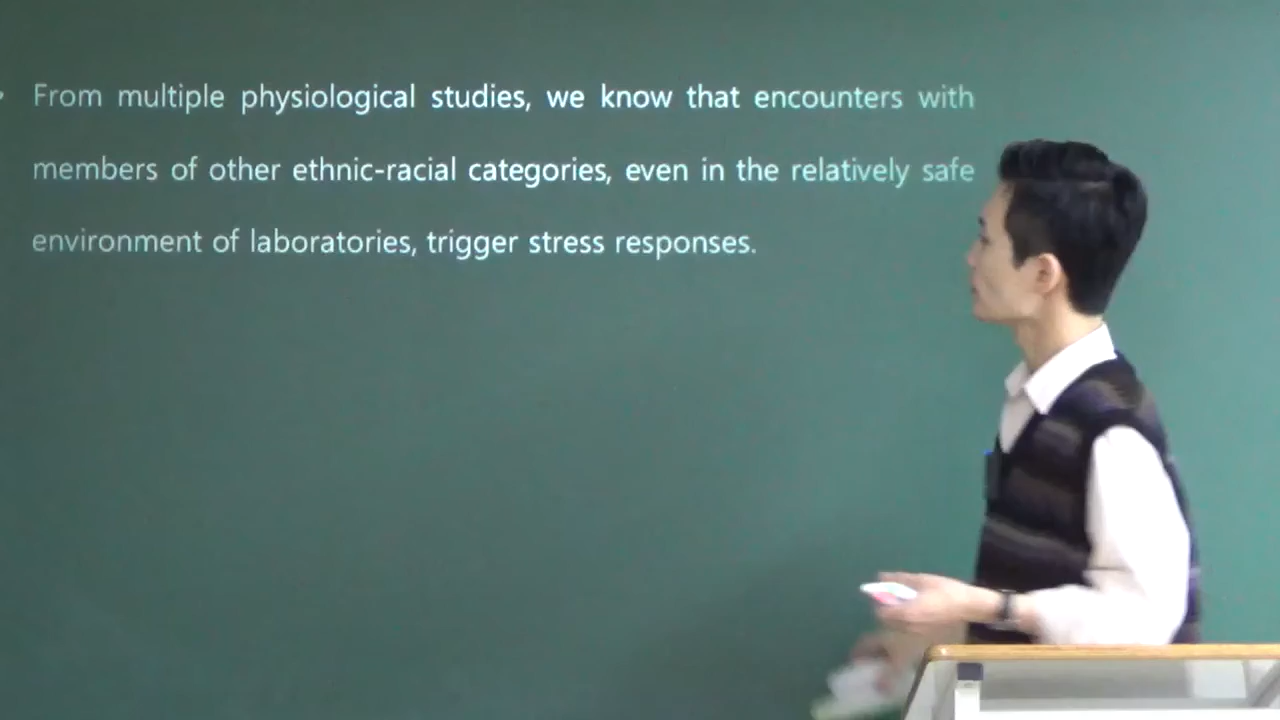 From multiple physiological studies, we know that encounters with
members of other ethnic-racial categories, even in the relatively safe
environment of laboratories, trigger stress responses.